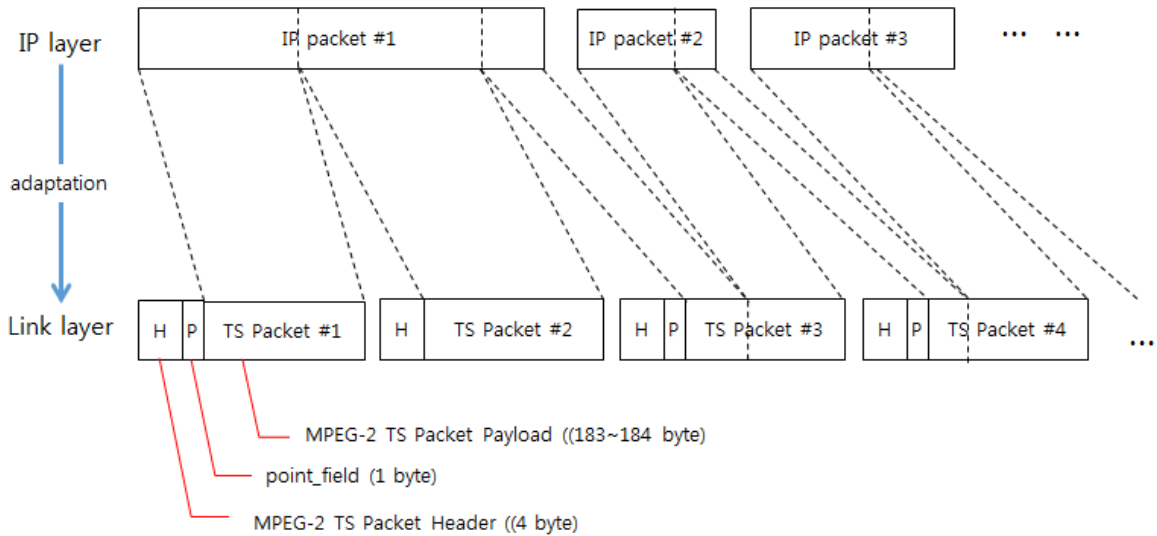 IP layer
IP packet #1
IP packet #2
IP packet #3
... ...
adaptation
Link layer
H
P
TS Packet #1
H
TS Packet #2
H
P
TS Packet #3
H
P
TS Packet #4
...
MPEG-2 TS Packet Payload ((183~184 byte)
point_field (1 byte)
MPEG-2 TS Packet Header ((4 byte)